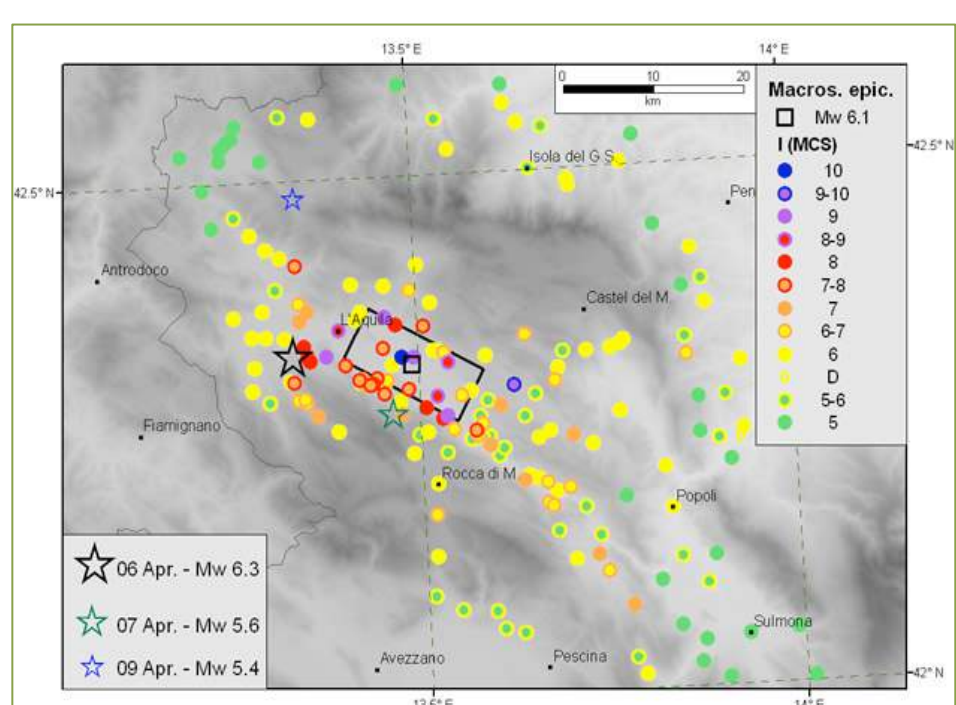 13.5° E
14° E
0 10 20
km
Macros. epic.
Mw 6.1
I (MCS)
10
9-10
9
8-9
8
7-8
7
6-7
6
D
5-6
5
42.5° N
42.5° N
Isola del G S
Pen
Antrodoco
Castel del M
L'Aquila
Fiamignano
Rocca di M
Popoli
06 Apr. - Mw 6.3
07 Apr. - Mw 5.6
09 Apr. - Mw 5.4
Sulmona
Avezzano
Pescina
42° N
13.5° E
14° E